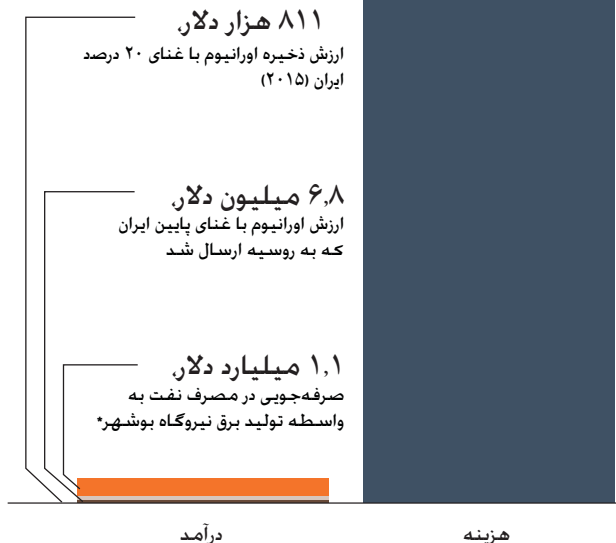 ۸۱۱ هزار دلار
ارزش ذخیره اورانیوم با غنای ۲۰ درصد
ایران (۲۰۱۵)
۶,۸ میلیون دلار
ارزش اورانیوم با غنای پایین ایران
که به روسیه ارسال شد
۱,۱ میلیارد دلار
صرفه‌جویی در مصرف نفت به
واسطه تولید برق نیروگاه بوشهر*
هزینه
درآمد